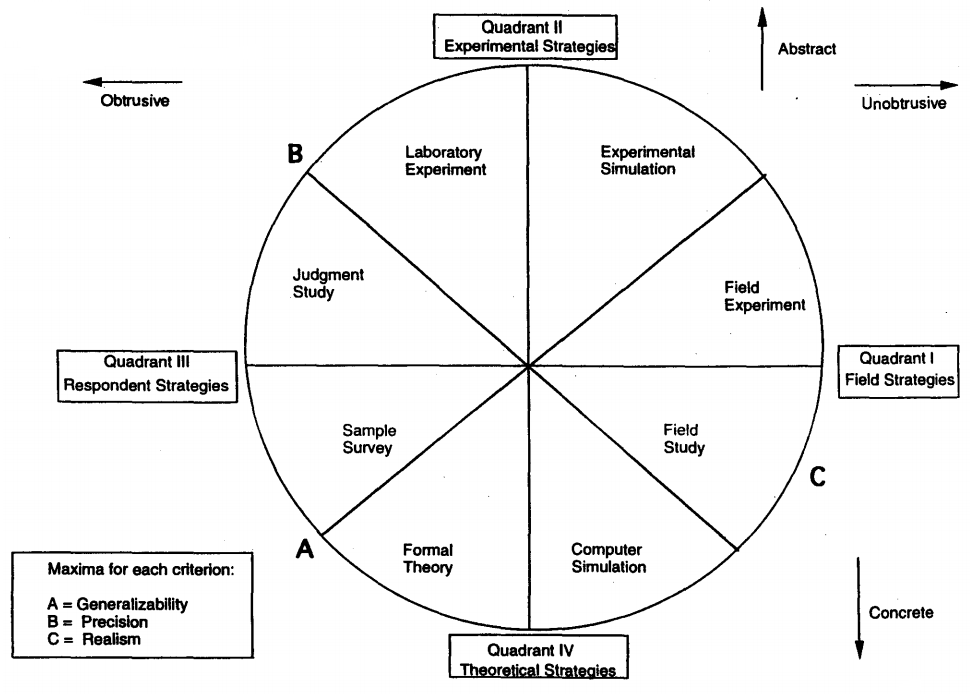 Quadrant II
Experimental Strategies
Abstract
Obtrusive
Unobtrusive
B
Laboratory
Experiment
Experimental
Simulation
Judgment
Study
Field
Experiment
Quadrant III
Respondent Strategies
Quadrant I
Field Strategies
Sample
Survey
Field
Study
C
A
Formal
Theory
Computer
Simulation
Maxima for each criterion:
A = Generalizability
B = Precision
C = Realism
Concrete
Quadrant IV
Theoretical Strategies